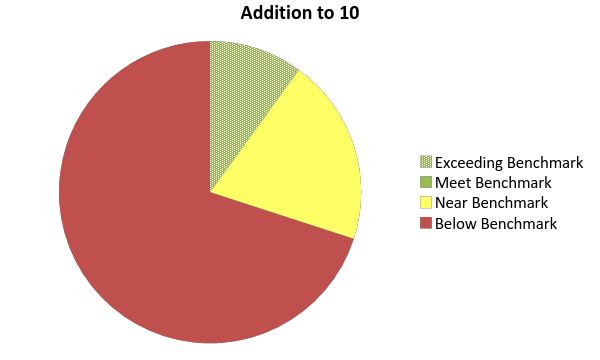 Addition to 10
Exceeding Benchmark
Meet Benchmark
Near Benchmark
Below Benchmark